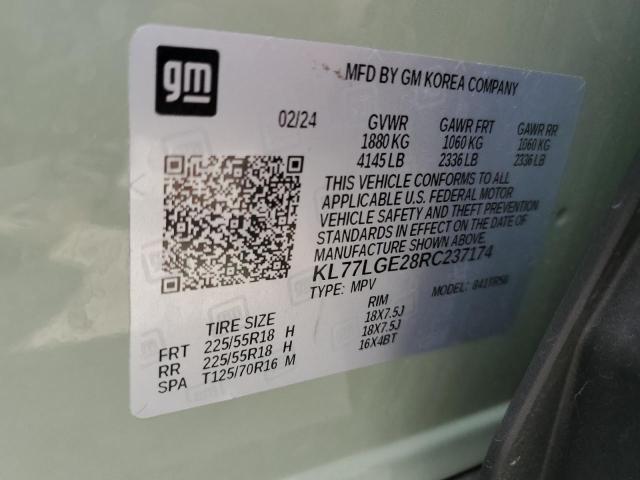 gm
MFD BY GM KOREA COMPANY
02/24 GVWR GAWR FRT GAWR RR
1880 KG 1060 KG 1060 KG
4145 LB 2336 LB 2336 LB
THIS VEHICLE CONFORMS TO ALL
APPLICABLE U.S. FEDERAL MOTOR
VEHICLE SAFETY AND THEFT PREVENTION
STANDARDS IN EFFECT ON THE DATE OF
MANUFACTURE SHOWN ABOVE.
KL77LGE28RC237174
TYPE: MPV MODEL:
TIRE SIZE RIM
FRT 225/55R18 H 18X7.5J
RR 225/55R18 H 18X7.5J
SPA T125/70R16 M 16X4BT